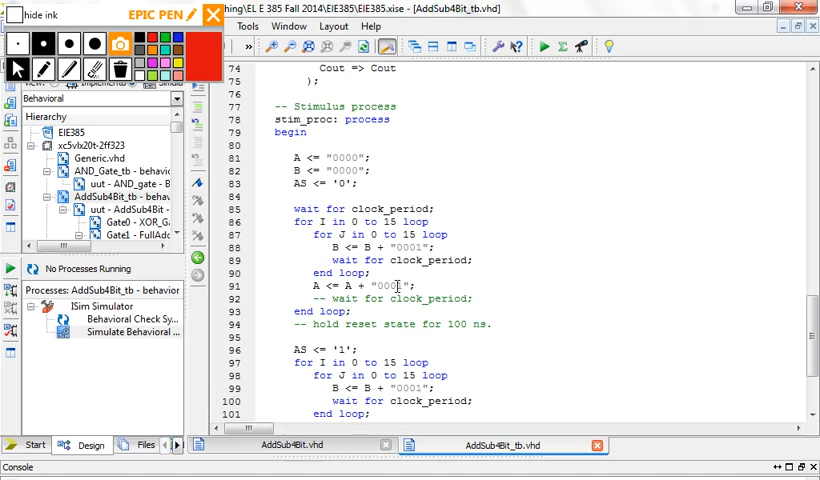 hide ink
EPIC PEN
thing\EL E 385 Fall 2014\EIE385\EIE385.xise] - [AddSub4Bit_tb.vhd]
Tools Window Layout Help
Behavioral
Hierarchy
EIE385
xc5vlx20t-2ff323
Generic.vhd
AND_Gate_tb - behavio
uut - AND_gate - B
AddSub4Bit_tb - behav
uut - AddSub4Bit -
Gate0 - XOR_Ga
Gate1 - FullAdde
No Processes Running
Processes: AddSub4Bit_tb - behavior
ISim Simulator
Behavioral Check Sy...
Simulate Behavioral ...
Start Design Files
74 Cout => Cout
75 );
76
77 -- Stimulus process
78 stim_proc: process
79 begin
80
81 A <= "0000";
82 B <= "0000";
83 AS <= '0';
84
85 wait for clock_period;
86 for I in 0 to 15 loop
87 for J in 0 to 15 loop
88 B <= B + "0001";
89 wait for clock_period;
90 end loop;
91 A <= A + "0001";
92 -- wait for clock_period;
93 end loop;
94 -- hold reset state for 100 ns.
95
96 AS <= '1';
97 for I in 0 to 15 loop
98 for J in 0 to 15 loop
99 B <= B + "0001";
100 wait for clock_period;
101 end loop;
AddSub4Bit.vhd AddSub4Bit_tb.vhd
Console